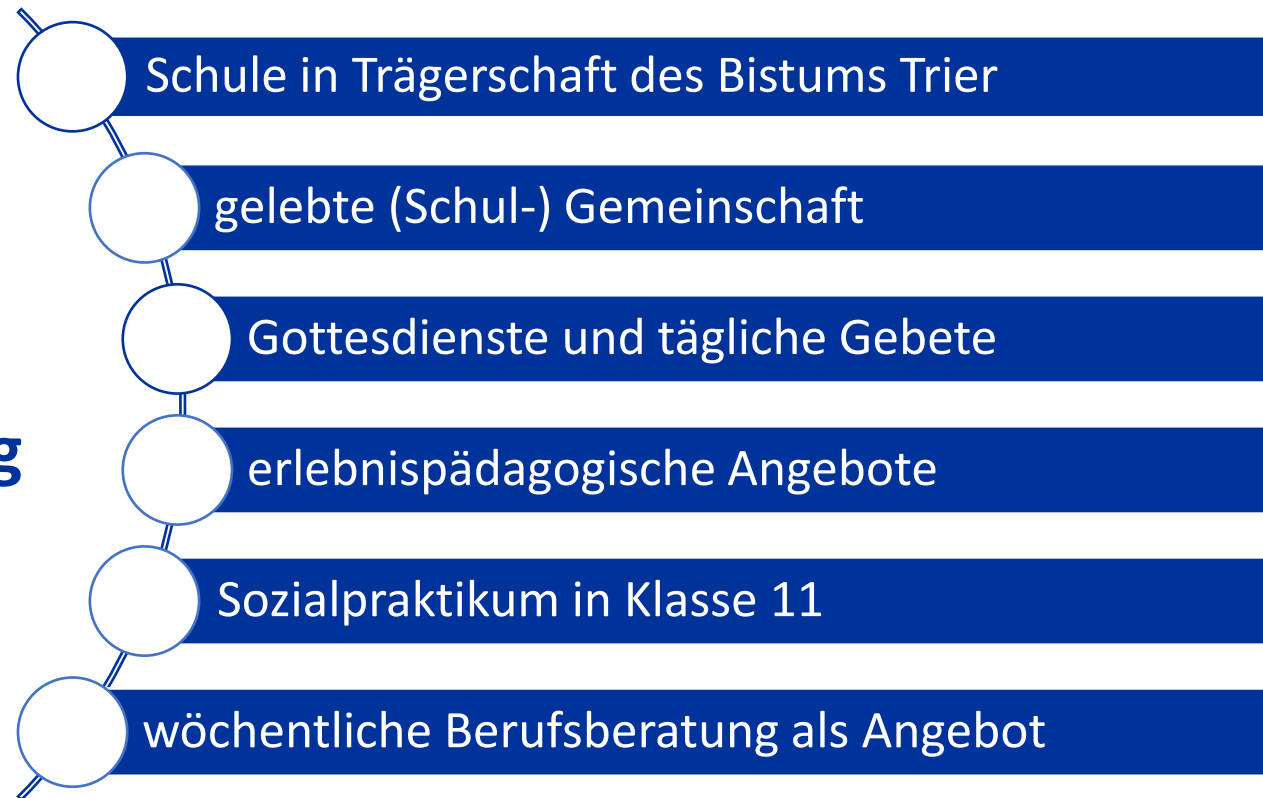 Schule in Trägerschaft des Bistums Trier
gelebte (Schul-) Gemeinschaft
Gottesdienste und tägliche Gebete
erlebnispädagogische Angebote
Sozialpraktikum in Klasse 11
wöchentliche Berufsberatung als Angebot